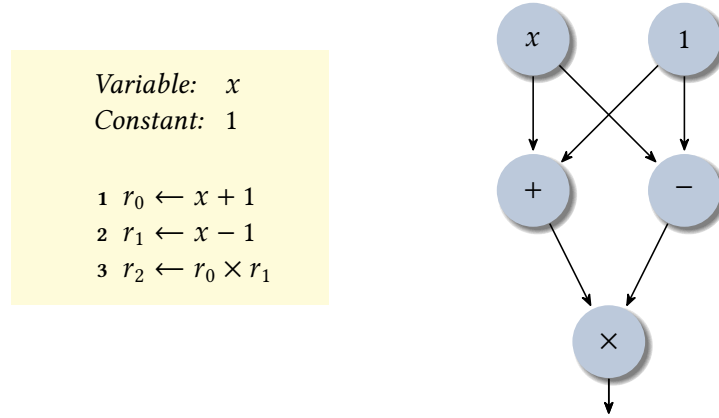 Variable: x
Constant: 1
1 r₀ ← x + 1
2 r₁ ← x − 1
3 r₂ ← r₀ × r₁
x 1
+ −
×